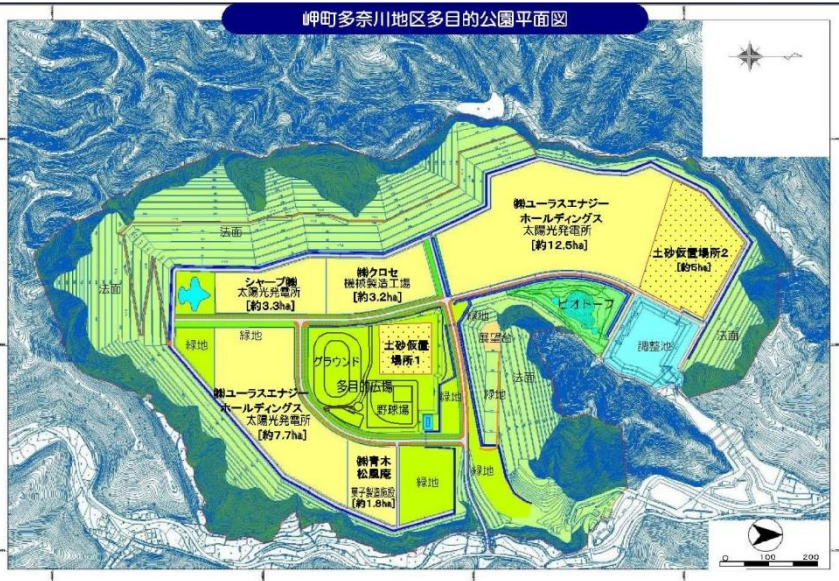 岬町多奈川地区多目的公園平面図
㈱ユーラスエナジー
ホールディングス
太陽光発電所
[約12.5ha]
土砂仮置場所2
[約5ha]
法面
シャープ㈱
太陽光発電所
[約3.3ha]
㈱クロセ
機械製造工場
[約3.2ha]
法面
ビオトープ
調整池
法面
緑地
展望台
緑地
緑地
グラウンド
土砂仮置
場所1
多目的広場
野球場
緑地
法面
緑地
㈱ユーラスエナジー
ホールディングス
太陽光発電所
[約7.7ha]
㈱青木
松風庵
菓子製造施設
[約1.8ha]
緑地
緑地
0 100 200